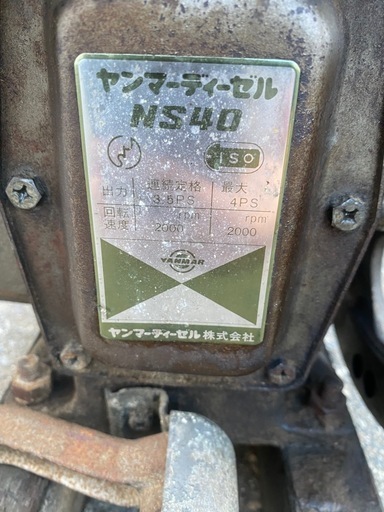 ヤンマーディーゼル
NS40
ISO
出力 連続定格 3.5PS 最大 4PS
回転速度 rpm 2000 rpm 2000
YANMAR
ヤンマーディーゼル株式会社